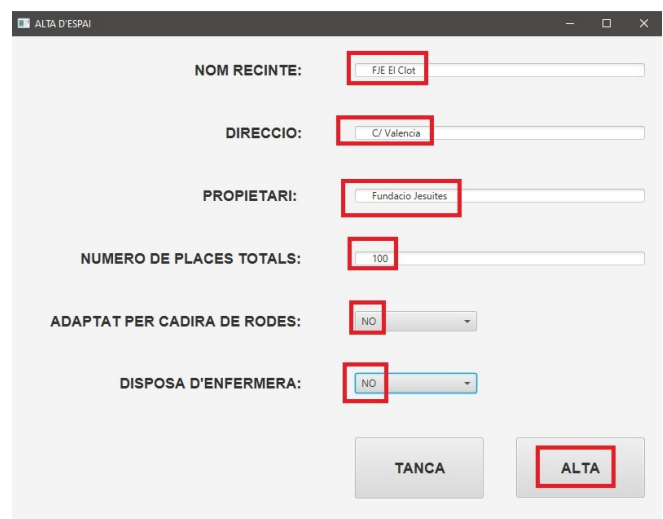 ALTA D'ESPAI
NOM RECINTE: FJE El Clot
DIRECCIO: C/ Valencia
PROPIETARI: Fundacio Jesuites
NUMERO DE PLACES TOTALS: 100
ADAPTAT PER CADIRA DE RODES: NO
DISPOSA D'ENFERMERA: NO
TANCA ALTA